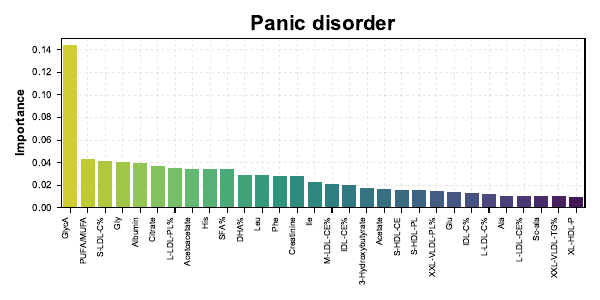 Panic disorder
Importance
0.14
0.12
0.10
0.08
0.06
0.04
0.02
0.00
GlycA
PUFA/MUFA
S-LDL-C%
Gly
Albumin
Citrate
L-LDL-PL%
Acetoacetate
His
SFA%
DHA%
Leu
Phe
Creatinine
Ile
M-LDL-CE%
IDL-CE%
3-Hydroxybutyrate
Acetate
S-HDL-CE
S-HDL-PL
XXL-VLDL-PL%
Glu
IDL-C%
L-LDL-C%
Ala
L-LDL-CE%
XXL-VLDL-TG%
XL-HDL-P